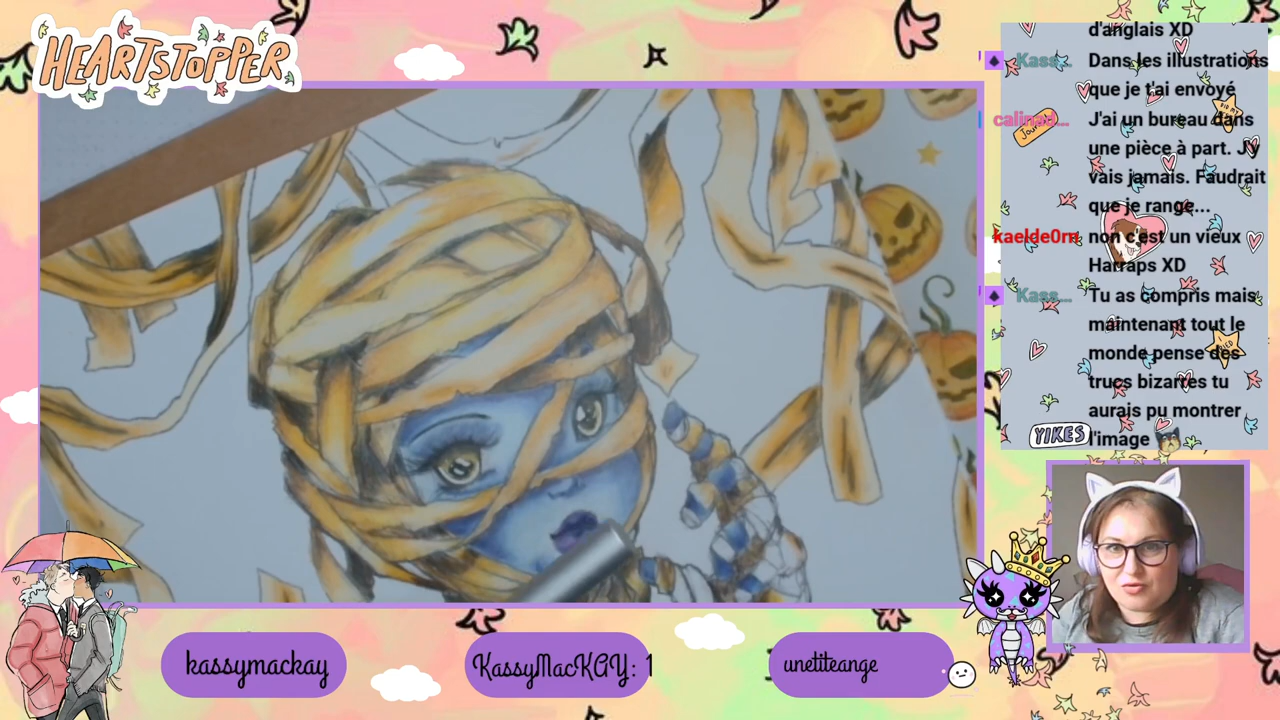 HEARTSTOPPER
d'anglais XD
Kass... Dans les illustrations
que je t'ai envoyé
calinad... J'ai un bureau dans
une pièce à part. J'y
vais jamais. Faudrait
que je range...
kaelde0rn non c'est un vieux
Harraps XD
Kass... Tu as compris mais
maintenant tout le
monde pense des
trucs bizarres tu
aurais pu montrer
l'image
YIKES
kassymackay
KassyMacKAY: 1
unetiteange